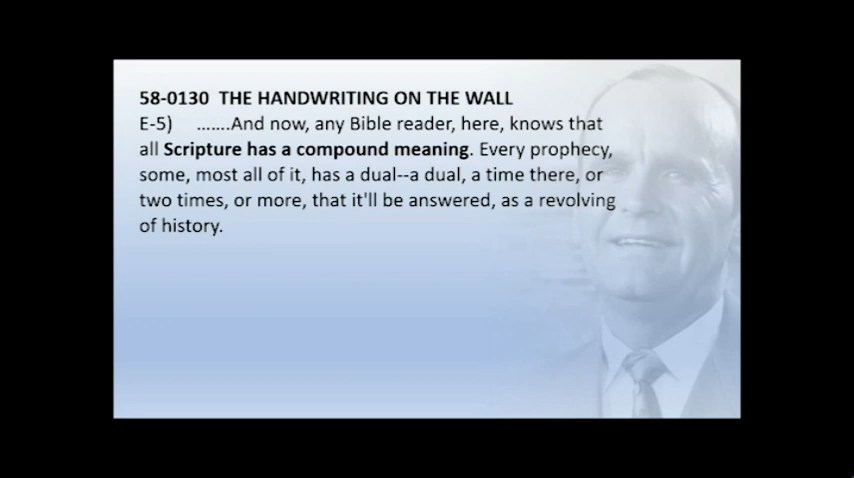 58-0130 THE HANDWRITING ON THE WALL
E-5) …….And now, any Bible reader, here, knows that
all Scripture has a compound meaning. Every prophecy,
some, most all of it, has a dual--a dual, a time there, or
two times, or more, that it'll be answered, as a revolving
of history.